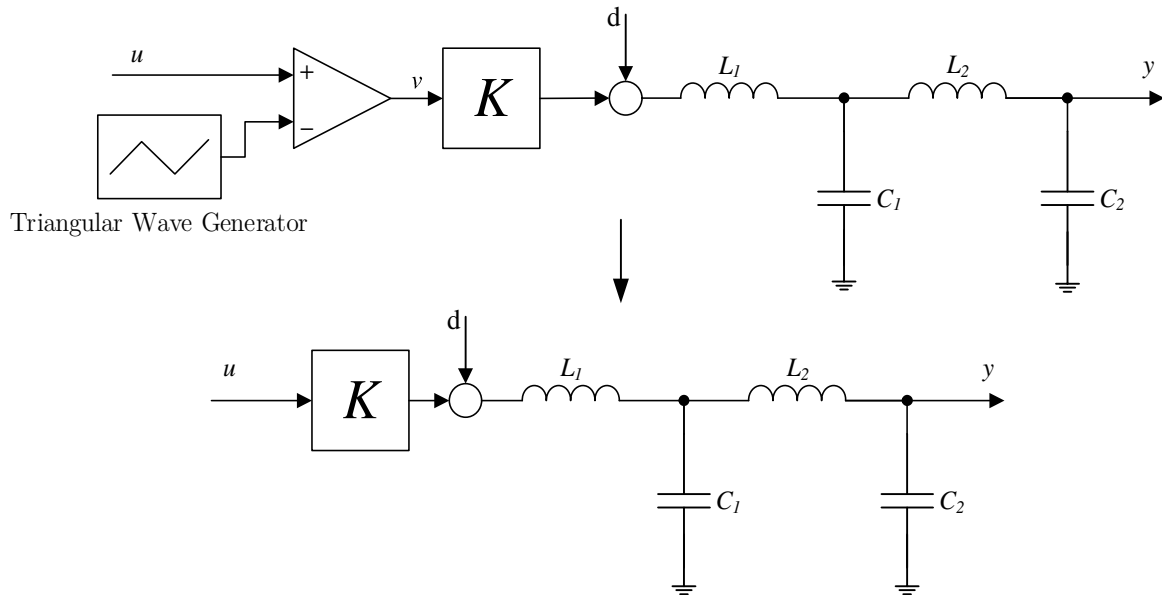 d
u
+
v
K
L1
L2
y
−
C1
C2
Triangular Wave Generator
d
u
K
L1
L2
y
C1
C2